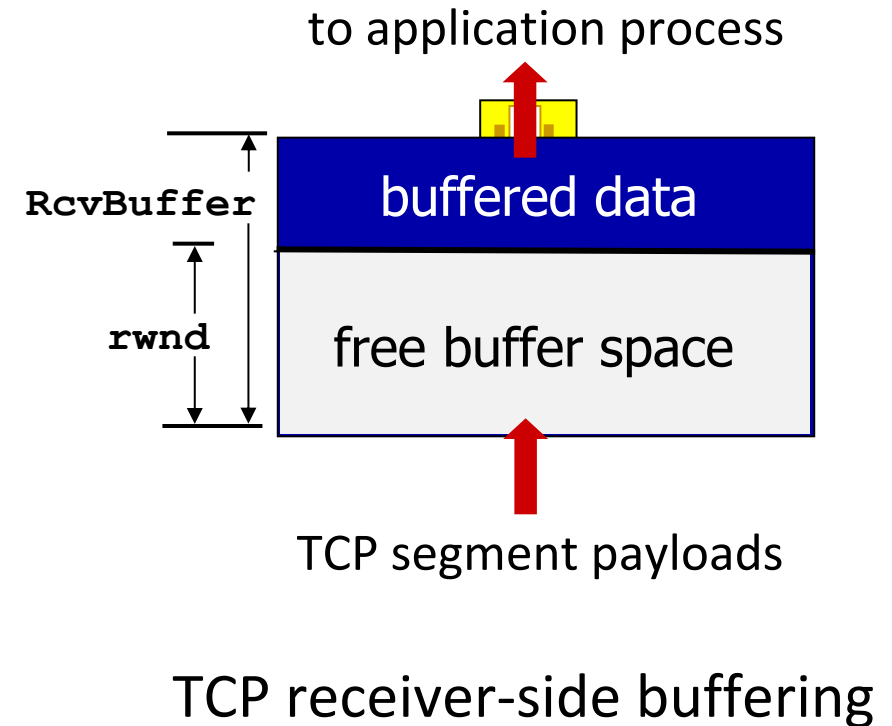 to application process
RcvBuffer
buffered data
rwnd
free buffer space
TCP segment payloads
TCP receiver-side buffering